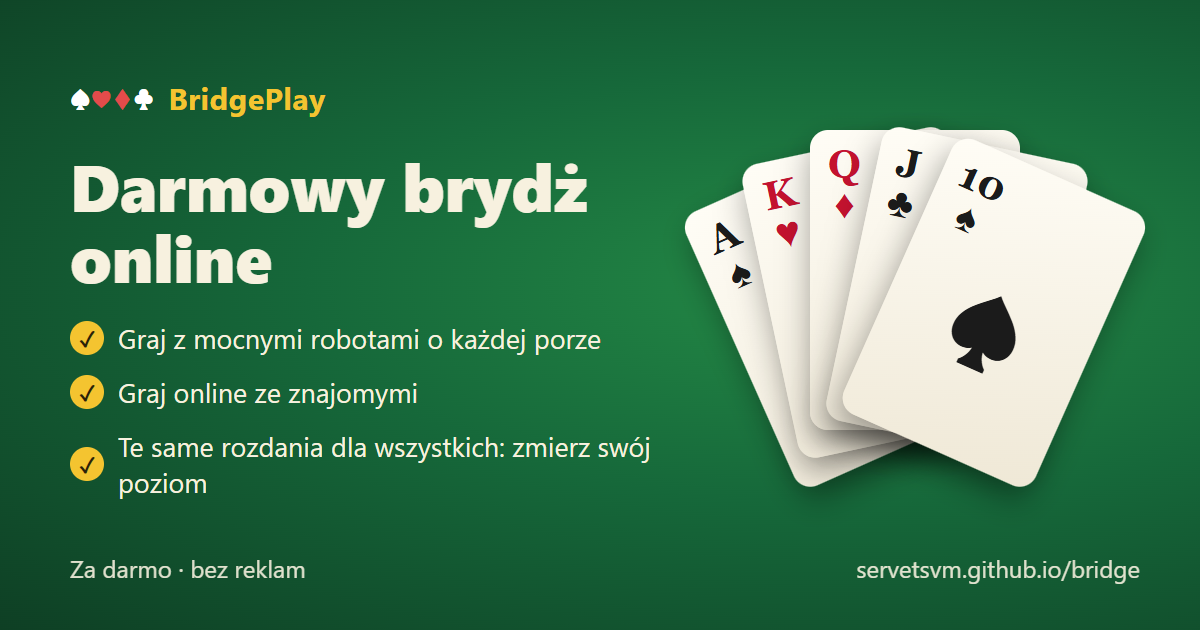 ♠♥♦♣ BridgePlay
Darmowy brydż
online
✓ Graj z mocnymi robotami o każdej porze
✓ Graj online ze znajomymi
✓ Te same rozdania dla wszystkich: zmierz swój
poziom
A♠
K♥
Q♦
J♣
10♠
Za darmo · bez reklam
servetsvm.github.io/bridge